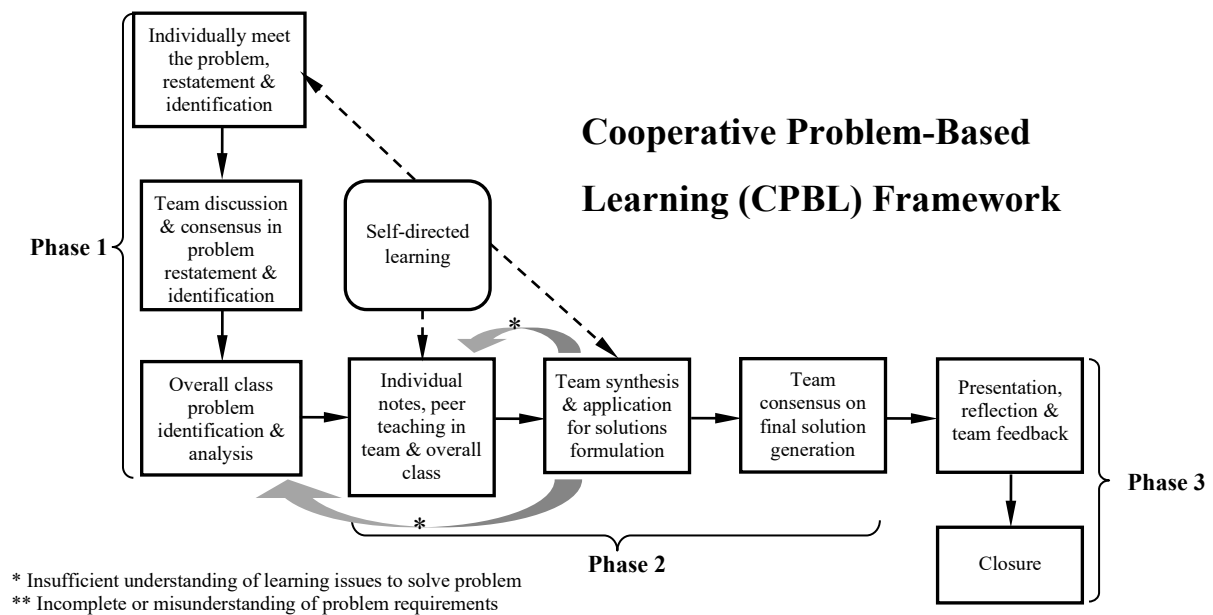 Individually meet
the problem,
restatement &
identification
Cooperative Problem-Based
Learning (CPBL) Framework
Phase 1
Team discussion
& consensus in
problem
restatement &
identification
Self-directed
learning
*
Overall class
problem
identification &
analysis
Individual
notes, peer
teaching in
team & overall
class
Team synthesis
& application
for solutions
formulation
Team
consensus on
final solution
generation
Presentation,
reflection &
team feedback
Phase 3
*
Phase 2
Closure
* Insufficient understanding of learning issues to solve problem
** Incomplete or misunderstanding of problem requirements